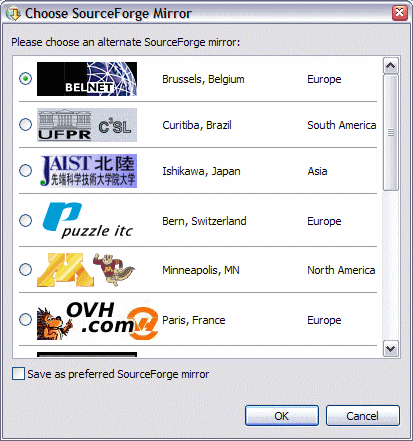 Choose SourceForge Mirror
Please choose an alternate SourceForge mirror:
BELNET Brussels, Belgium Europe
UFPR C3SL Curitiba, Brazil South America
JAIST 北陸 Ishikawa, Japan Asia
先端科学技術大学院大学
puzzle itc Bern, Switzerland Europe
M Minneapolis, MN North America
OVH
.com Paris, France Europe
Save as preferred SourceForge mirror
OK Cancel